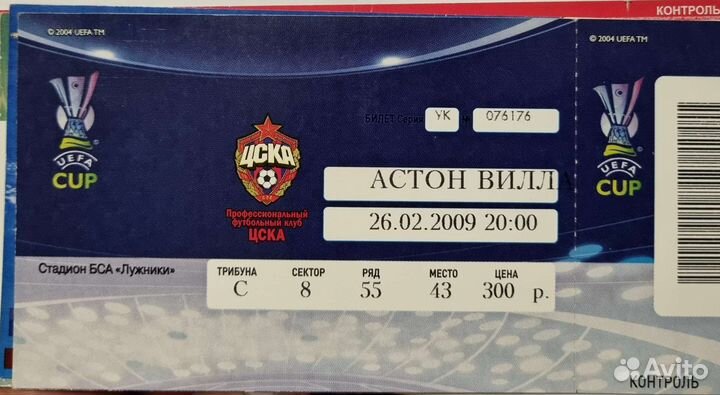 КОНТРОЛЬ
© 2004 UEFA TM
© 2004 UEFA TM
БИЛЕТ Серия УК № 076176
ЦСКА
UEFA
CUP
UEFA
CUP
АСТОН ВИЛЛА
Профессиональный
футбольный клуб
ЦСКА
26.02.2009 20:00
Стадион БСА «Лужники»
ТРИБУНА СЕКТОР РЯД МЕСТО ЦЕНА
С 8 55 43 300 р.
Avito
КОНТРОЛЬ